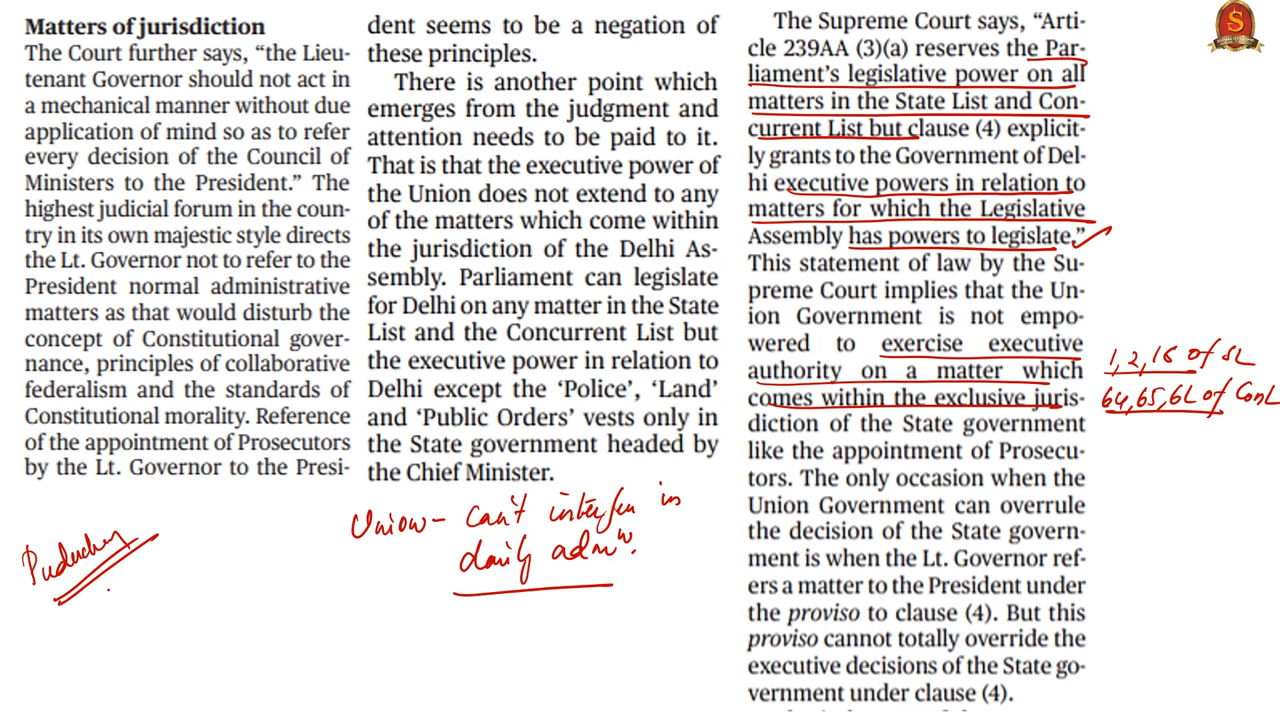 Matters of jurisdiction
The Court further says, “the Lieu-
tenant Governor should not act in
a mechanical manner without due
application of mind so as to refer
every decision of the Council of
Ministers to the President.” The
highest judicial forum in the coun-
try in its own majestic style directs
the Lt. Governor not to refer to the
President normal administrative
matters as that would disturb the
concept of Constitutional gover-
nance, principles of collaborative
federalism and the standards of
Constitutional morality. Reference
of the appointment of Prosecutors
by the Lt. Governor to the Presi-
dent seems to be a negation of
these principles.
There is another point which
emerges from the judgment and
attention needs to be paid to it.
That is that the executive power of
the Union does not extend to any
of the matters which come within
the jurisdiction of the Delhi As-
sembly. Parliament can legislate
for Delhi on any matter in the State
List and the Concurrent List but
the executive power in relation to
Delhi except the ‘Police’, ‘Land’
and ‘Public Orders’ vests only in
the State government headed by
the Chief Minister.
Union - can't in
daily admn.
The Supreme Court says, “Arti-
cle 239AA (3)(a) reserves the Par-
liament’s legislative power on all
matters in the State List and Con-
current List but clause (4) explicit-
ly grants to the Government of Del-
hi executive powers in relation to
matters for which the Legislative
Assembly has powers to legislate.”
This statement of law by the Su-
preme Court implies that the Un-
ion Government is not empo-
wered to exercise executive
authority on a matter which
comes within the exclusive juris-
diction of the State government
like the appointment of Prosecu-
tors. The only occasion when the
Union Government can overrule
the decision of the State govern-
ment is when the Lt. Governor ref-
ers a matter to the President under
the proviso to clause (4). But this
proviso cannot totally override the
executive decisions of the State go-
vernment under clause (4).
1, 2, 18 of SL
64, 65, of ConL
S